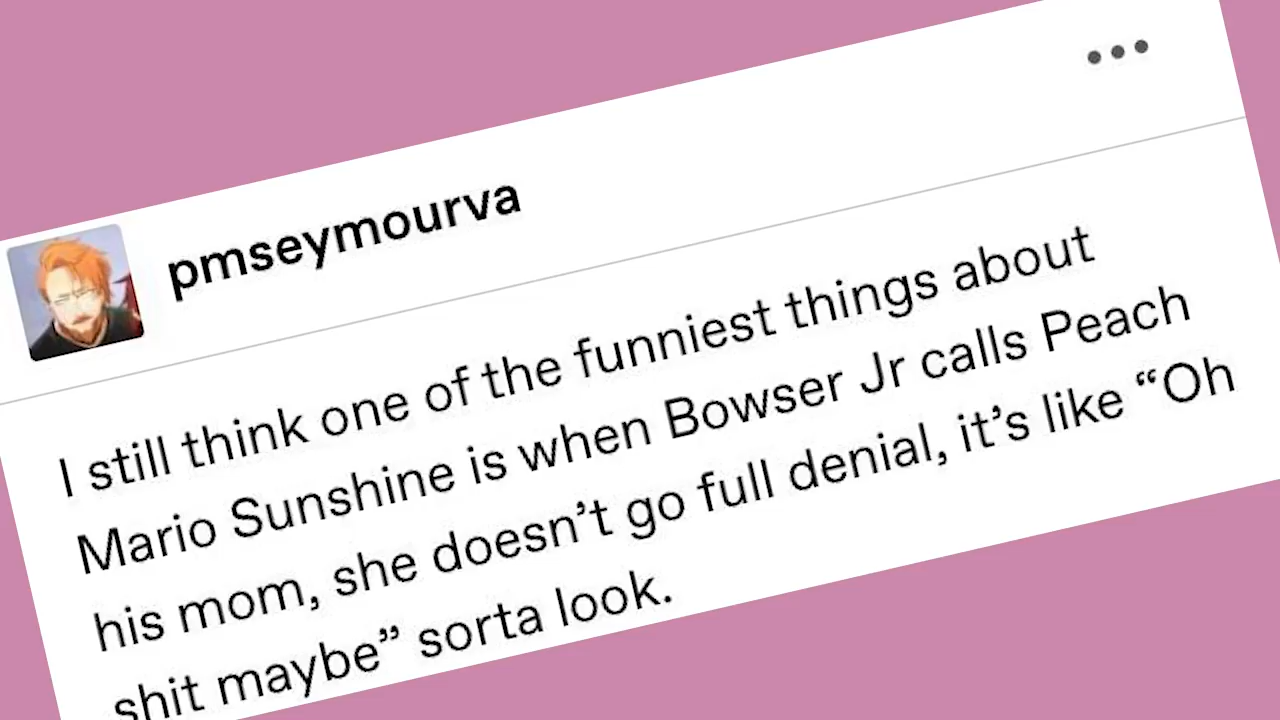 pmseymourva
I still think one of the funniest things about
Mario Sunshine is when Bowser Jr calls Peach
his mom, she doesn’t go full denial, it’s like “Oh
shit maybe” sorta look.